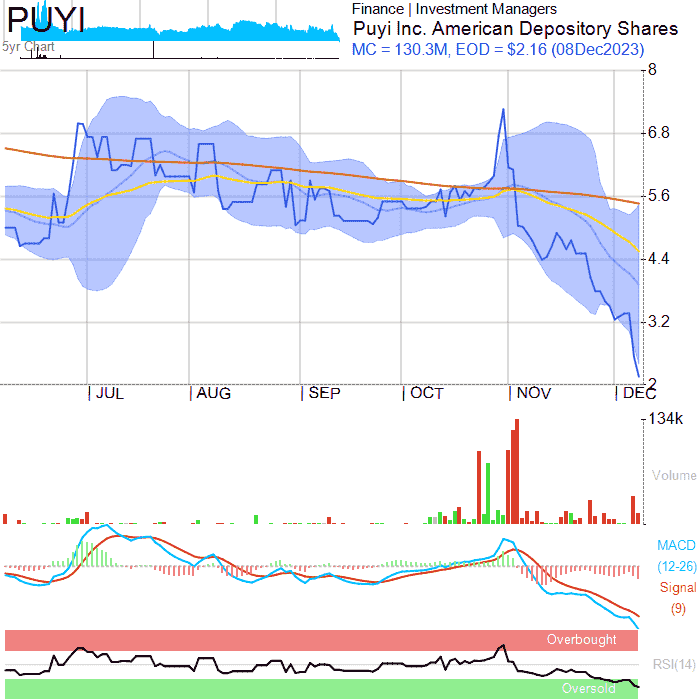 PUYI
5yr Chart
Finance | Investment Managers
Puyi Inc. American Depository Shares
MC = 130.3M, EOD = $2.16 (08Dec2023)
8
6.8
5.6
4.4
3.2
2
JUL AUG SEP OCT NOV DEC
134k
Volume
MACD
(12-26)
Signal
(9)
Overbought
RSI(14)
Oversold